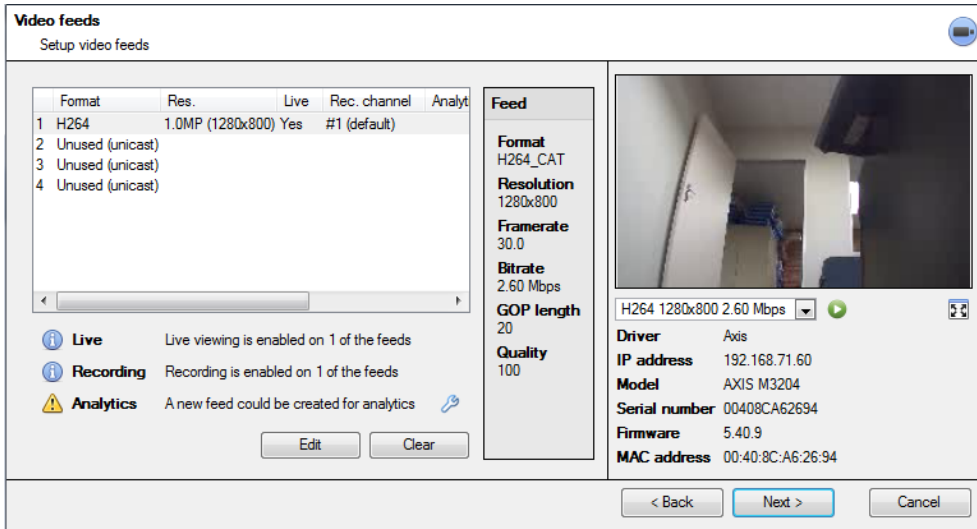 Video feeds
Setup video feeds
Format Res. Live Rec. channel Analyt
1 H264 1.0MP (1280x800) Yes #1 (default)
2 Unused (unicast)
3 Unused (unicast)
4 Unused (unicast)
Live Live viewing is enabled on 1 of the feeds
Recording Recording is enabled on 1 of the feeds
Analytics A new feed could be created for analytics
Edit Clear
Feed
Format
H264_CAT
Resolution
1280x800
Framerate
30.0
Bitrate
2.60 Mbps
GOP length
20
Quality
100
H264 1280x800 2.60 Mbps
Driver Axis
IP address 192.168.71.60
Model AXIS M3204
Serial number 00408CA62694
Firmware 5.40.9
MAC address 00:40:8C:A6:26:94
< Back Next > Cancel